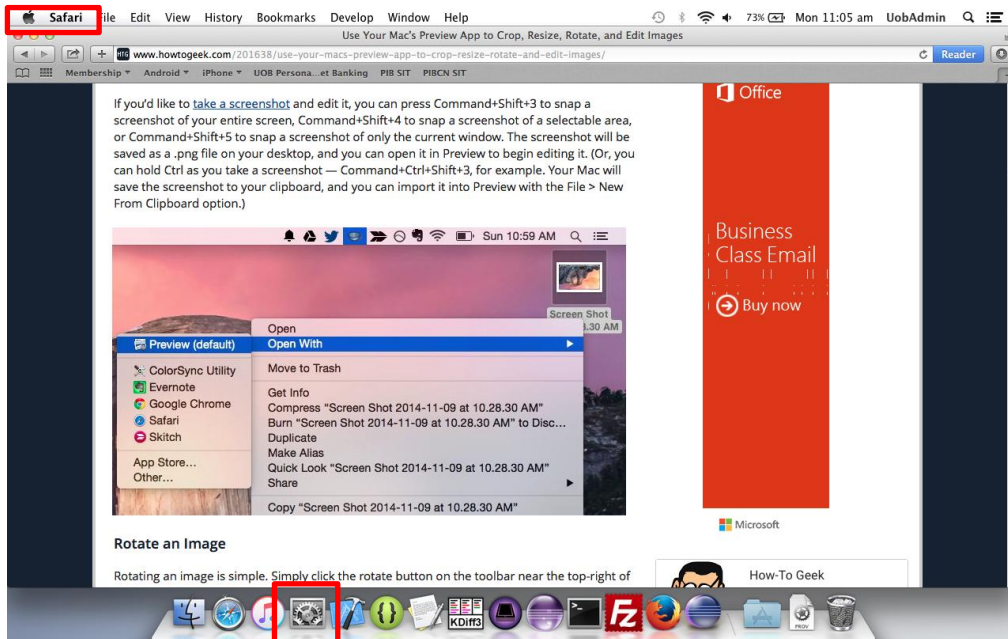 Safari File Edit View History Bookmarks Develop Window Help 73% Mon 11:05 am UobAdmin
Use Your Mac's Preview App to Crop, Resize, Rotate, and Edit Images
HTG www.howtogeek.com/201638/use-your-macs-preview-app-to-crop-resize-rotate-and-edit-images/ Reader
Membership Android iPhone UOB Persona...et Banking PIB SIT PIBCN SIT
If you'd like to take a screenshot and edit it, you can press Command+Shift+3 to snap a
screenshot of your entire screen, Command+Shift+4 to snap a screenshot of a selectable area,
or Command+Shift+5 to snap a screenshot of only the current window. The screenshot will be
saved as a .png file on your desktop, and you can open it in Preview to begin editing it. (Or, you
can hold Ctrl as you take a screenshot — Command+Ctrl+Shift+3, for example. Your Mac will
save the screenshot to your clipboard, and you can import it into Preview with the File > New
From Clipboard option.)
Sun 10:59 AM
Screen Shot
.30 AM
Open
Open With
Move to Trash
Get Info
Compress “Screen Shot 2014-11-09 at 10.28.30 AM”
Burn “Screen Shot 2014-11-09 at 10.28.30 AM” to Disc...
Duplicate
Make Alias
Quick Look “Screen Shot 2014-11-09 at 10.28.30 AM”
Share
Copy “Screen Shot 2014-11-09 at 10.28.30 AM”
Preview (default)
ColorSync Utility
Evernote
Google Chrome
Safari
Skitch
App Store...
Other...
Rotate an Image
Rotating an image is simple. Simply click the rotate button on the toolbar near the top-right of
Office
Business
Class Email
Buy now
Microsoft
How-To Geek
KDiff3
Fz
PROV